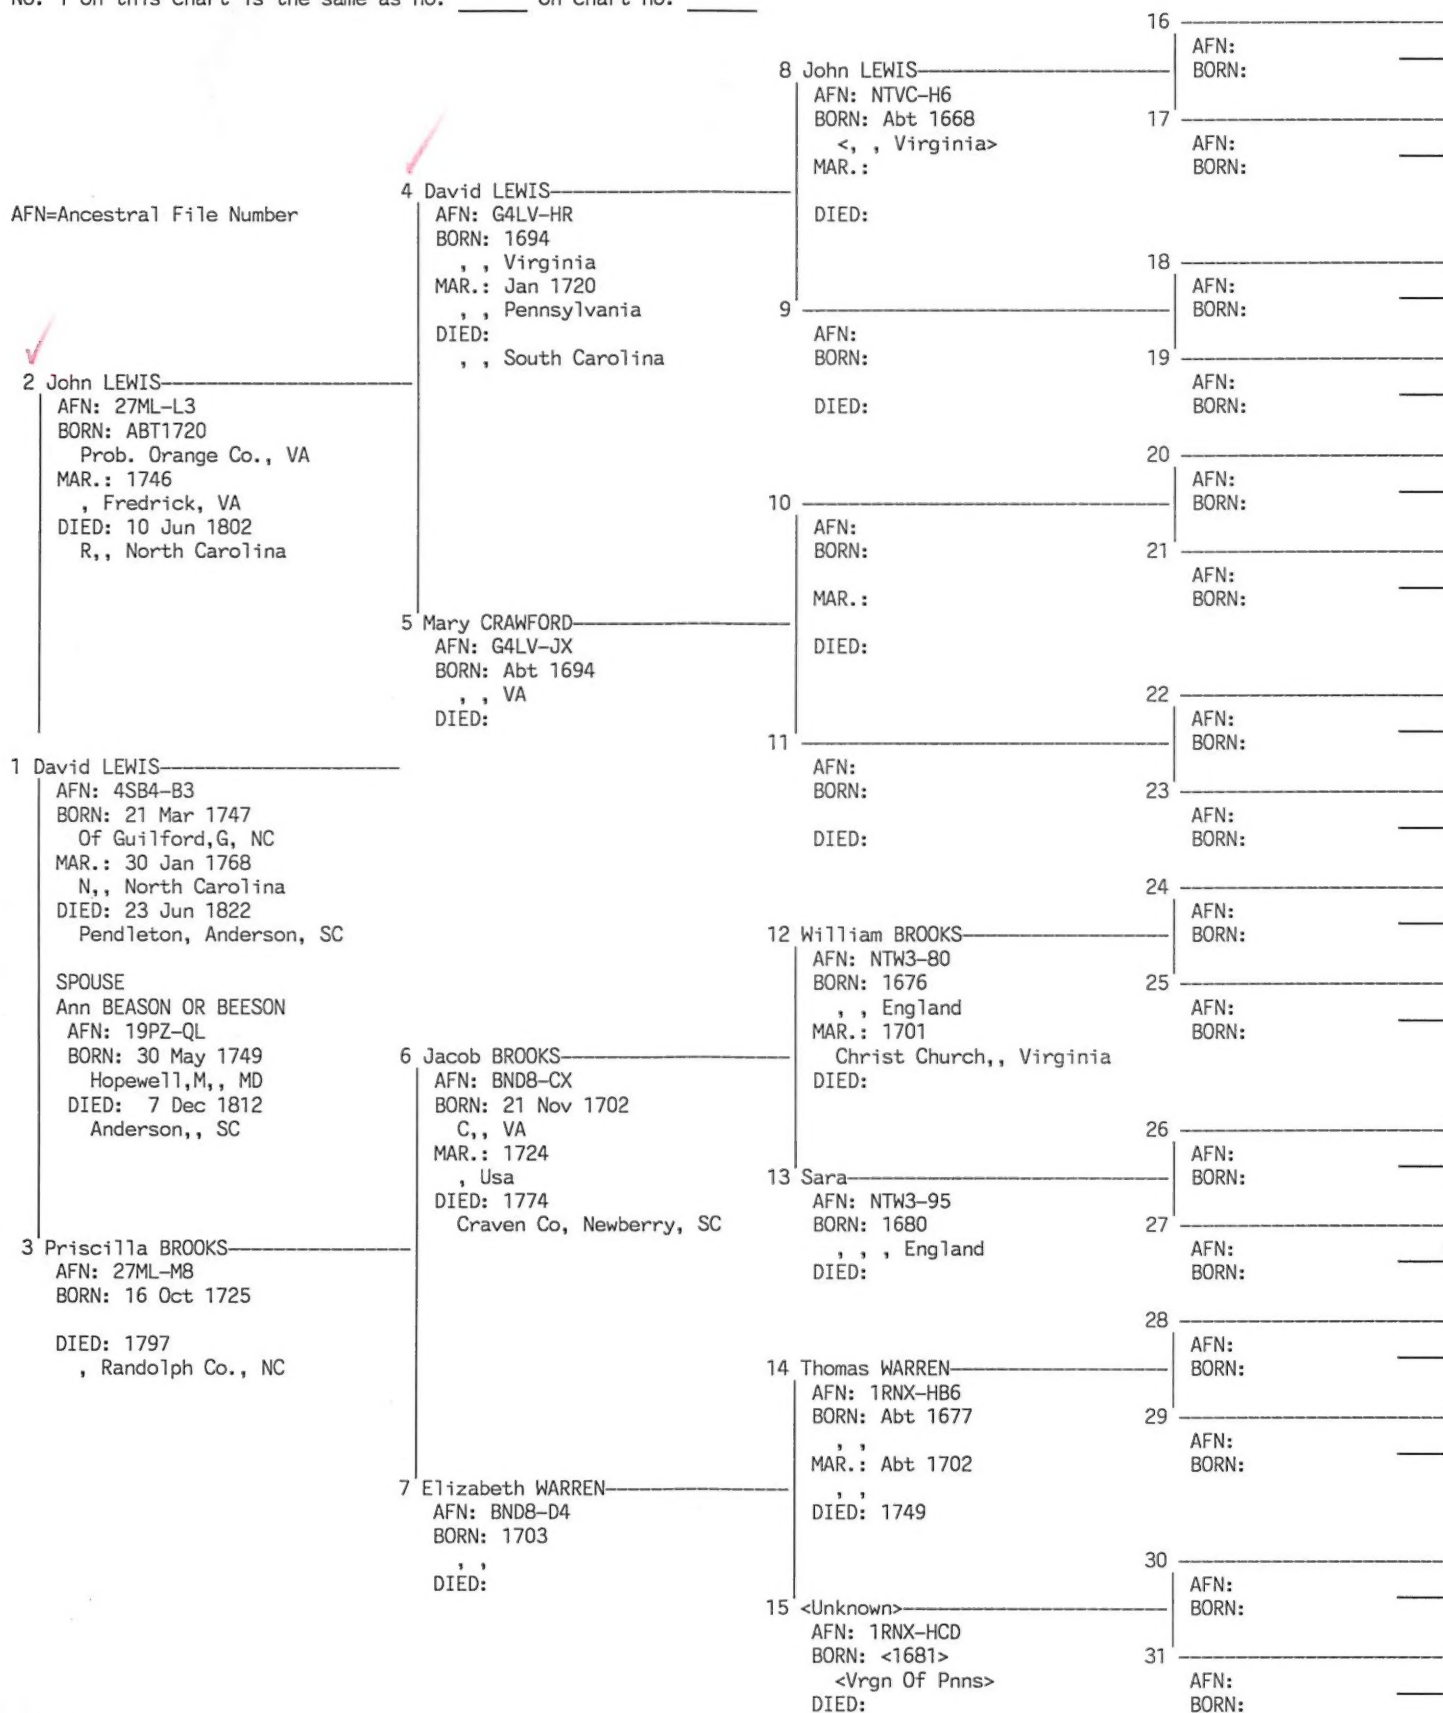 No. 1 on this chart is the same as no. ______ on chart no. ______
AFN=Ancestral File Number
1 David LEWIS
AFN: 4SB4-B3
BORN: 21 Mar 1747
Of Guilford,G, NC
MAR.: 30 Jan 1768
N,, North Carolina
DIED: 23 Jun 1822
Pendleton, Anderson, SC
SPOUSE
Ann BEASON OR BEESON
AFN: 19PZ-QL
BORN: 30 May 1749
Hopewell,M,, MD
DIED: 7 Dec 1812
Anderson,, SC
2 John LEWIS
AFN: 27ML-L3
BORN: ABT1720
Prob. Orange Co., VA
MAR.: 1746
, Fredrick, VA
DIED: 10 Jun 1802
R,, North Carolina
3 Priscilla BROOKS
AFN: 27ML-M8
BORN: 16 Oct 1725
DIED: 1797
, Randolph Co., NC
4 David LEWIS
AFN: G4LV-HR
BORN: 1694
, , Virginia
MAR.: Jan 1720
, , Pennsylvania
DIED:
, , South Carolina
5 Mary CRAWFORD
AFN: G4LV-JX
BORN: Abt 1694
, , VA
DIED:
6 Jacob BROOKS
AFN: BND8-CX
BORN: 21 Nov 1702
C,, VA
MAR.: 1724
, Usa
DIED: 1774
Craven Co, Newberry, SC
7 Elizabeth WARREN
AFN: BND8-D4
BORN: 1703
, ,
DIED:
8 John LEWIS
AFN: NTVC-H6
BORN: Abt 1668
<, , Virginia>
MAR.:
DIED:
9
AFN:
BORN:
DIED:
10
AFN:
BORN:
MAR.:
DIED:
11
AFN:
BORN:
DIED:
12 William BROOKS
AFN: NTW3-80
BORN: 1676
, , England
MAR.: 1701
Christ Church,, Virginia
DIED:
13 Sara
AFN: NTW3-95
BORN: 1680
, , , England
DIED:
14 Thomas WARREN
AFN: 1RNX-HB6
BORN: Abt 1677
, ,
MAR.: Abt 1702
, ,
DIED: 1749
15 <Unknown>
AFN: 1RNX-HCD
BORN: <1681>
<Vrgn Of Pnns>
DIED:
16
AFN:
BORN:
17
AFN:
BORN:
18
AFN:
BORN:
19
AFN:
BORN:
20
AFN:
BORN:
21
AFN:
BORN:
22
AFN:
BORN:
23
AFN:
BORN:
24
AFN:
BORN:
25
AFN:
BORN:
26
AFN:
BORN:
27
AFN:
BORN:
28
AFN:
BORN:
29
AFN:
BORN:
30
AFN:
BORN:
31
AFN:
BORN: